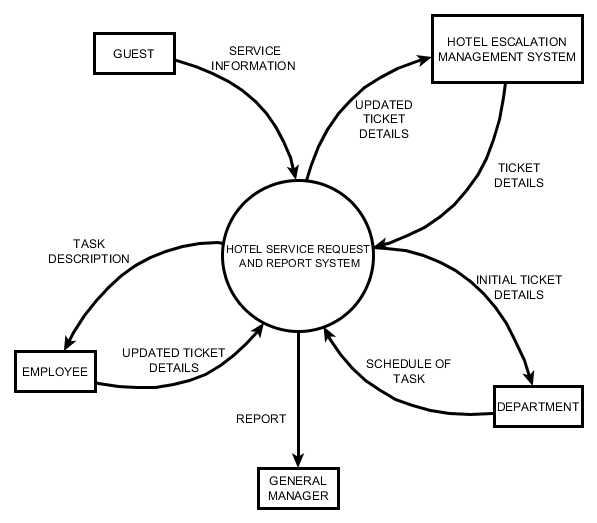 GUEST
SERVICE
INFORMATION
HOTEL ESCALATION
MANAGEMENT SYSTEM
UPDATED
TICKET
DETAILS
TICKET
DETAILS
HOTEL SERVICE REQUEST
AND REPORT SYSTEM
TASK
DESCRIPTION
INITIAL TICKET
DETAILS
UPDATED TICKET
DETAILS
EMPLOYEE
SCHEDULE OF
TASK
DEPARTMENT
REPORT
GENERAL
MANAGER